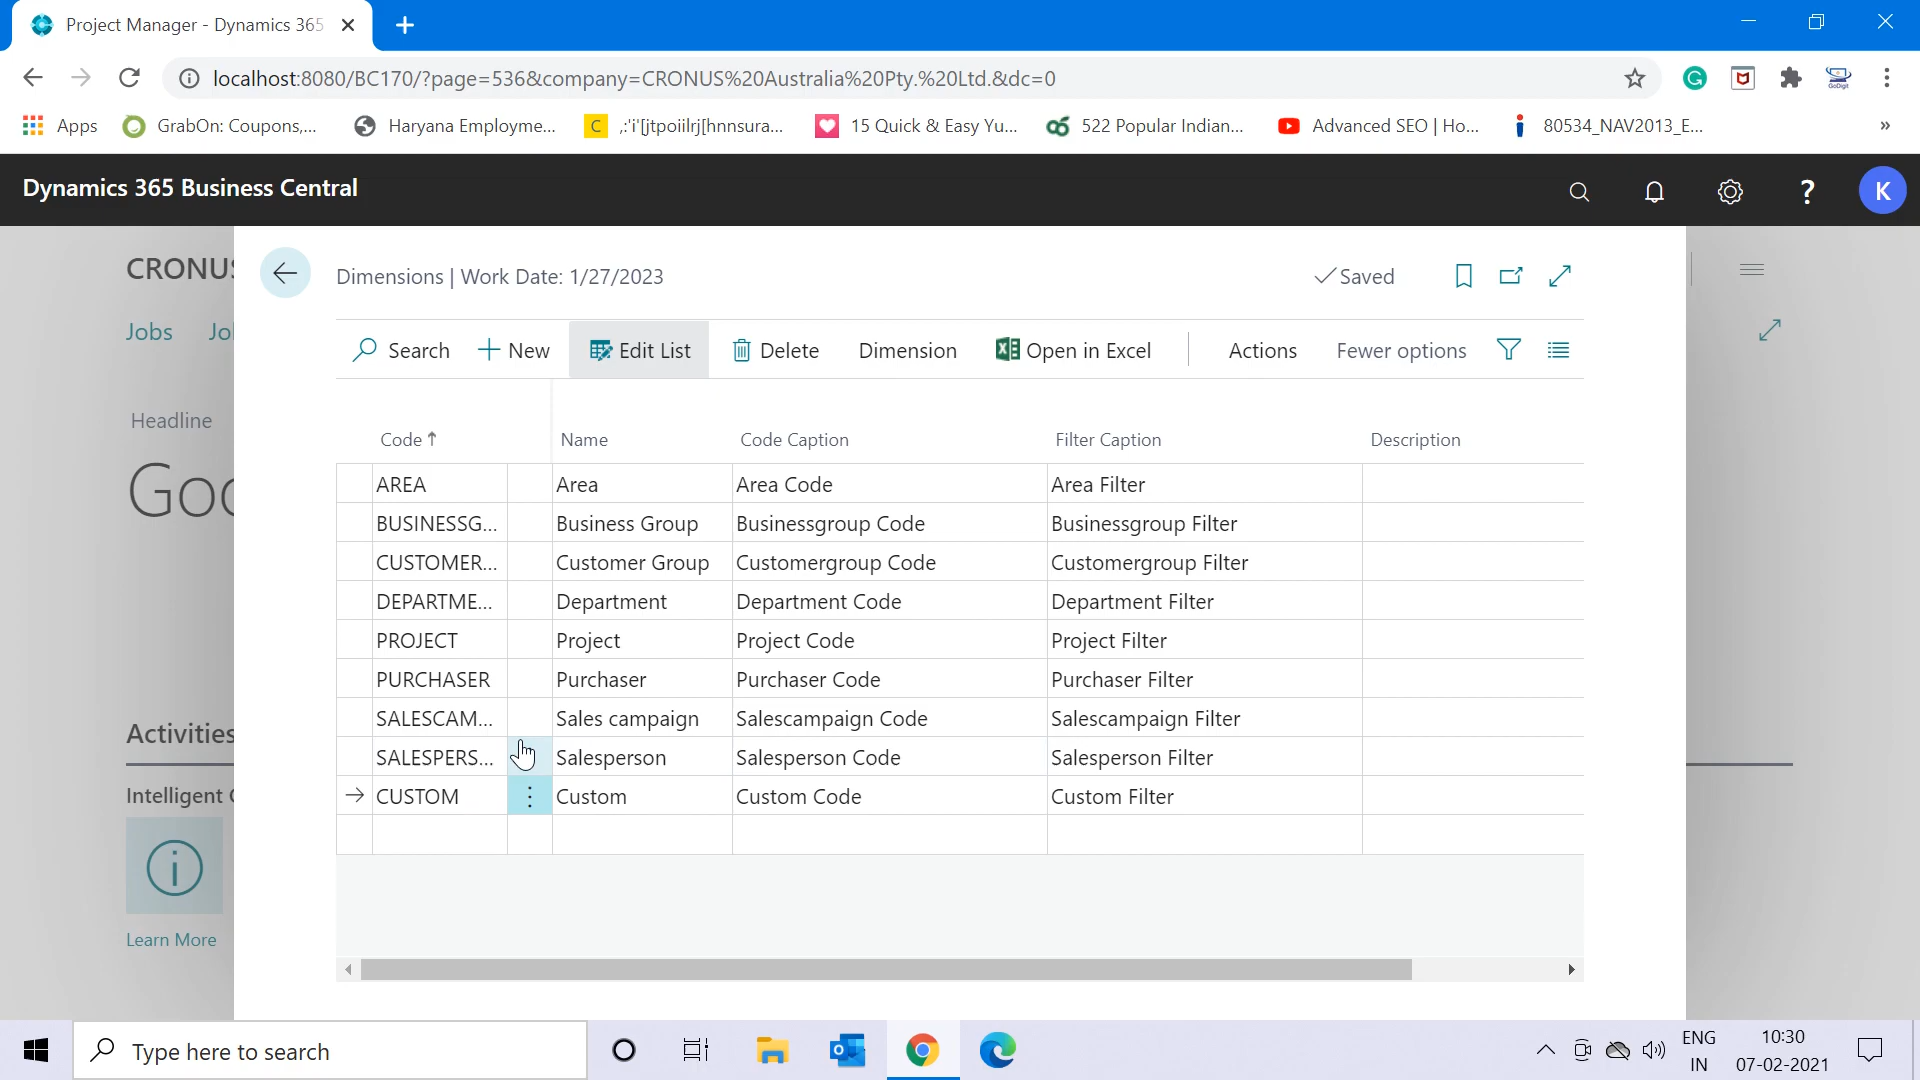 Project Manager - Dynamics 365
localhost:8080/BC170/?page=536&company=CRONUS%20Australia%20Pty.%20Ltd.&dc=0
Apps GrabOn: Coupons,... Haryana Employme... C ,:'i'[jtpoiilrj[hnnsura... 15 Quick & Easy Yu... 522 Popular Indian... Advanced SEO | Ho... 80534_NAV2013_E... »
Dynamics 365 Business Central ? K
CRONUS
Dimensions | Work Date: 1/27/2023 Saved
Jobs Jo
Search New Edit List Delete Dimension Open in Excel Actions Fewer options
Headline
Code Name Code Caption Filter Caption Description
Goo
AREA Area Area Code Area Filter
BUSINESSG... Business Group Businessgroup Code Businessgroup Filter
CUSTOMER... Customer Group Customergroup Code Customergroup Filter
DEPARTME... Department Department Code Department Filter
PROJECT Project Project Code Project Filter
PURCHASER Purchaser Purchaser Code Purchaser Filter
SALESCAM... Sales campaign Salescampaign Code Salescampaign Filter
SALESPERS... Salesperson Salesperson Code Salesperson Filter
CUSTOM Custom Custom Code Custom Filter
Activities
Intelligent
Learn More
Type here to search
ENG
IN
10:30
07-02-2021